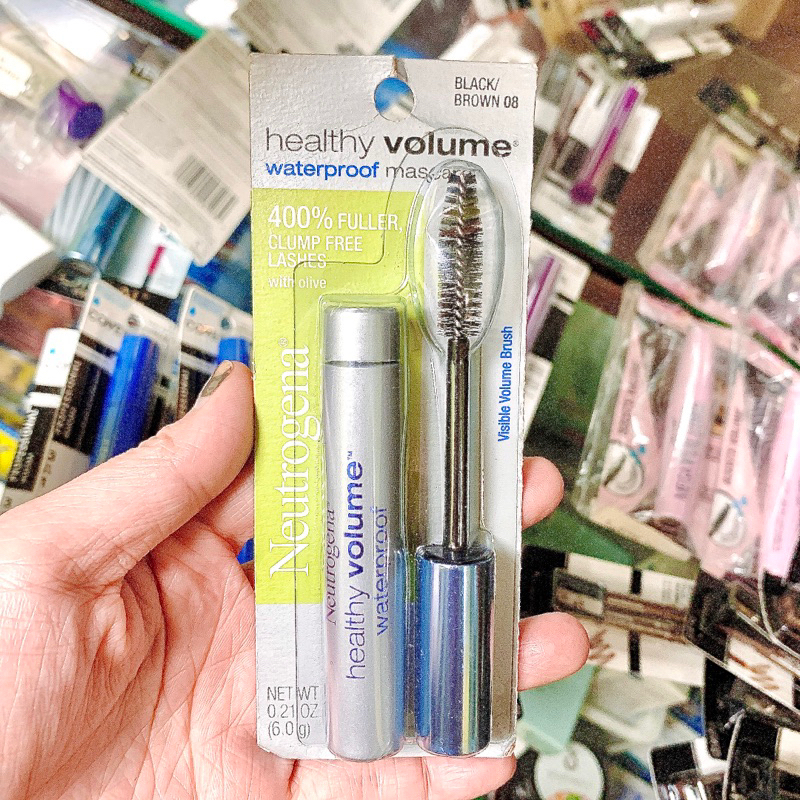 BLACK/
BROWN 08
healthy volume®
waterproof mascara
400% FULLER,
CLUMP FREE
LASHES
with olive
Neutrogena®
Visible Volume Brush
Neutrogena®
healthy volume™
waterproof
NET WT
0.21 OZ
(6.0 g)